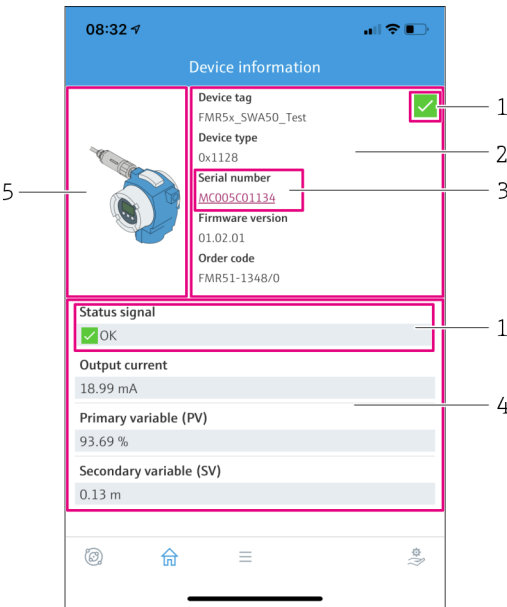 08:32
Device information
Device tag
FMR5x_SWA50_Test
1
Device type
0x1128
2
Serial number
MC005C01134
3
5
Firmware version
01.02.01
Order code
FMR51-1348/0
Status signal
OK
1
Output current
18.99 mA
4
Primary variable (PV)
93.69 %
Secondary variable (SV)
0.13 m